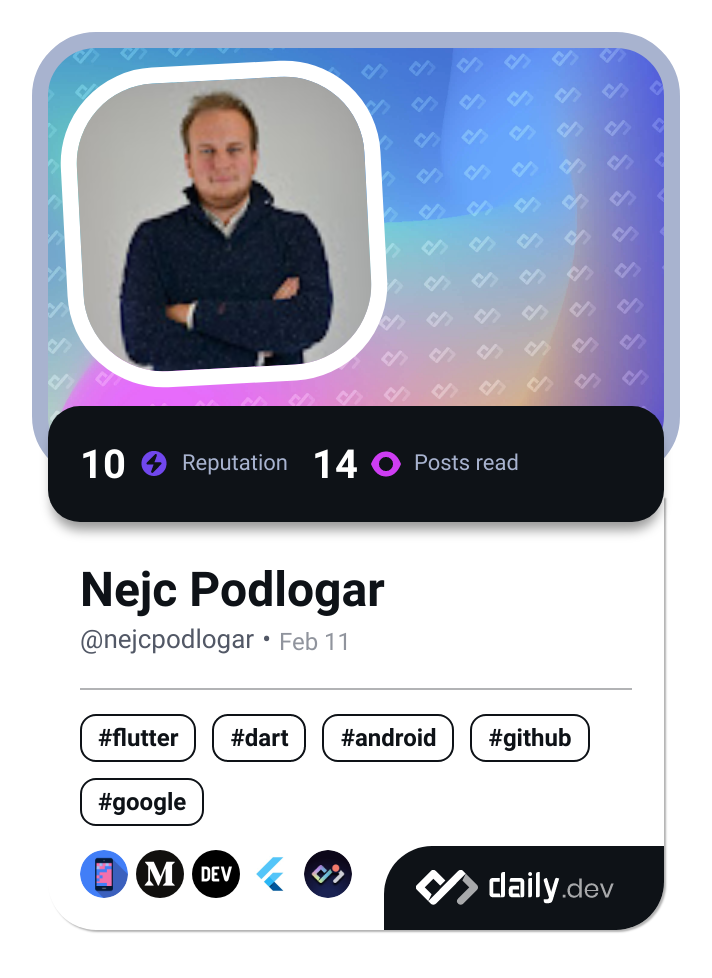 10 Reputation 14 Posts read
Nejc Podlogar
@nejcpodlogar • Feb 11
#flutter #dart #android #github
#google
M DEV daily.dev